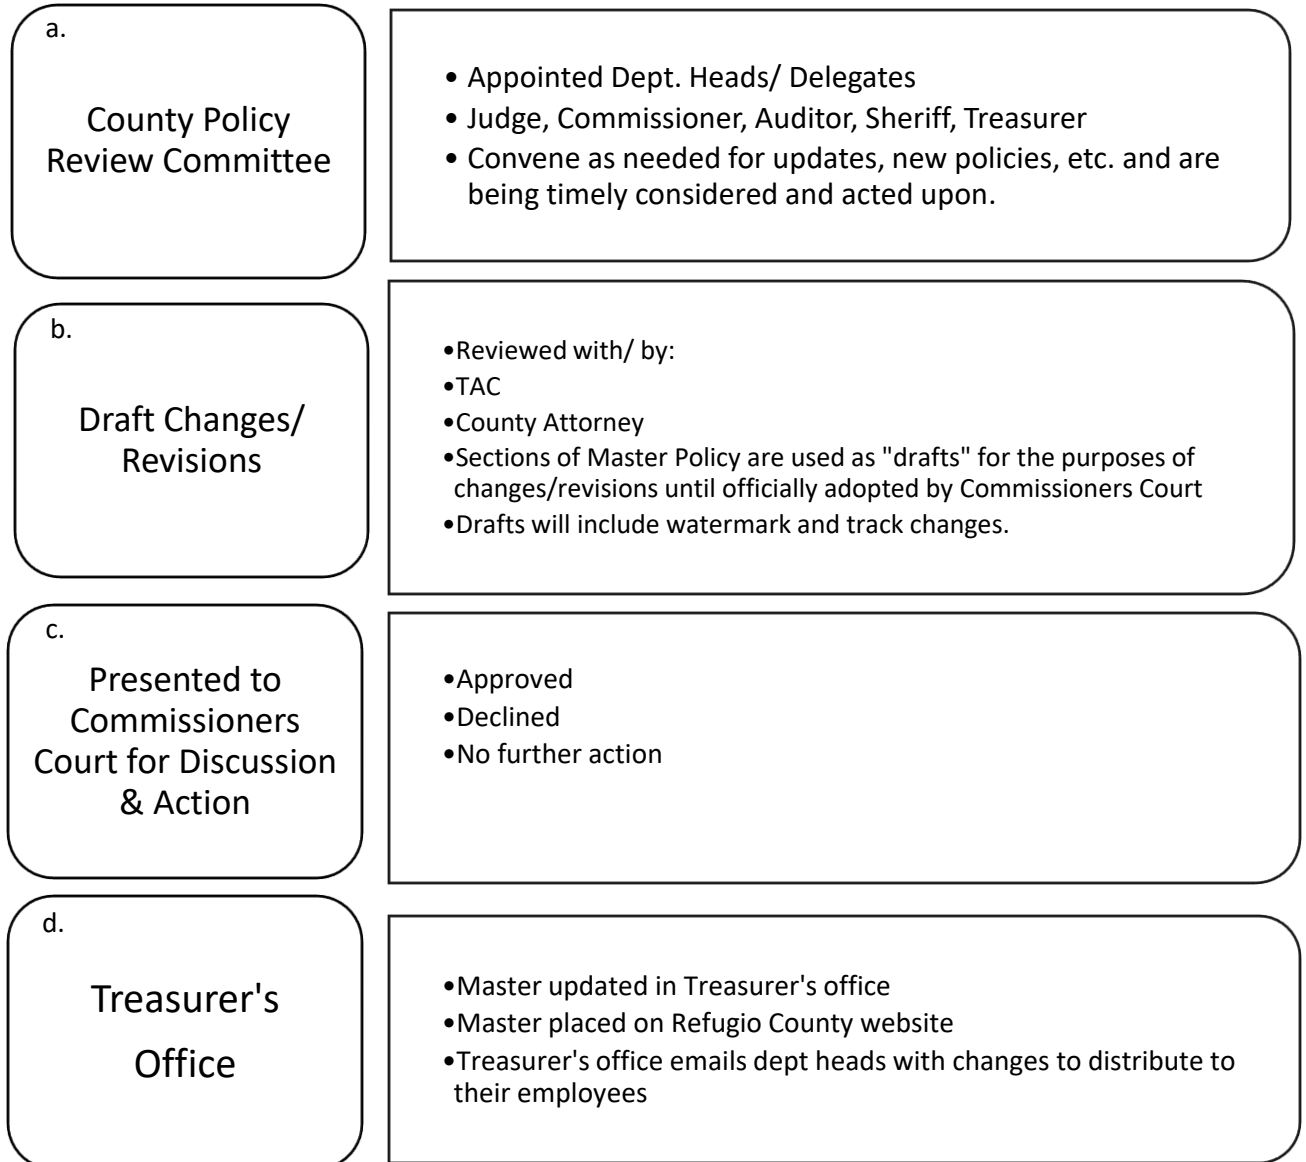 a.
County Policy
Review Committee
• Appointed Dept. Heads/ Delegates
• Judge, Commissioner, Auditor, Sheriff, Treasurer
• Convene as needed for updates, new policies, etc. and are
being timely considered and acted upon.
b.
Draft Changes/
Revisions
•Reviewed with/ by:
•TAC
•County Attorney
•Sections of Master Policy are used as "drafts" for the purposes of
changes/revisions until officially adopted by Commissioners Court
•Drafts will include watermark and track changes.
c.
Presented to
Commissioners
Court for Discussion
& Action
•Approved
•Declined
•No further action
d.
Treasurer's
Office
•Master updated in Treasurer's office
•Master placed on Refugio County website
•Treasurer's office emails dept heads with changes to distribute to
their employees